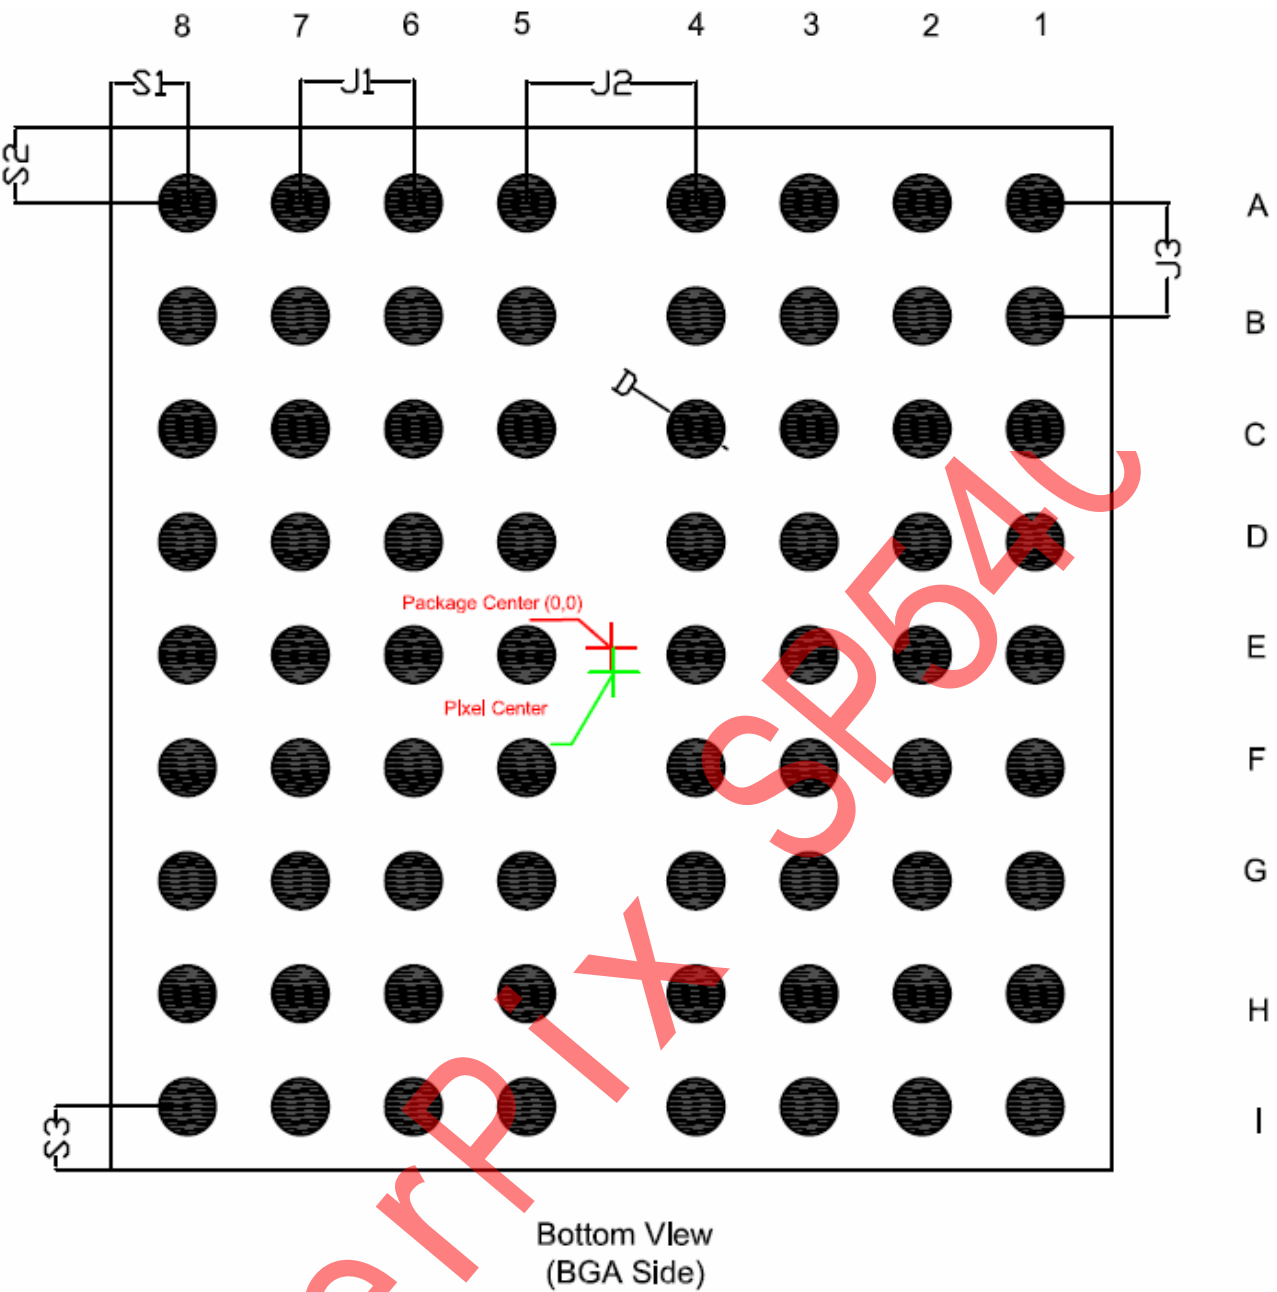 8 7 6 5 4 3 2 1
S1 J1 J2
S2
A
J3
B
D
C
D
Package Center (0,0)
E
PIxel Center
F
G
H
S3
I
erPix SP540
Bottom VIew
(BGA Side)